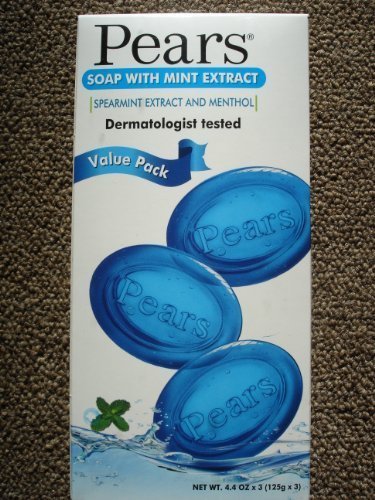 Pears®
SOAP WITH MINT EXTRACT
SPEARMINT EXTRACT AND MENTHOL
Dermatologist tested
Value Pack
Pears
Pears
Pears
NET WT. 4.4 OZ x 3 (125g x 3)